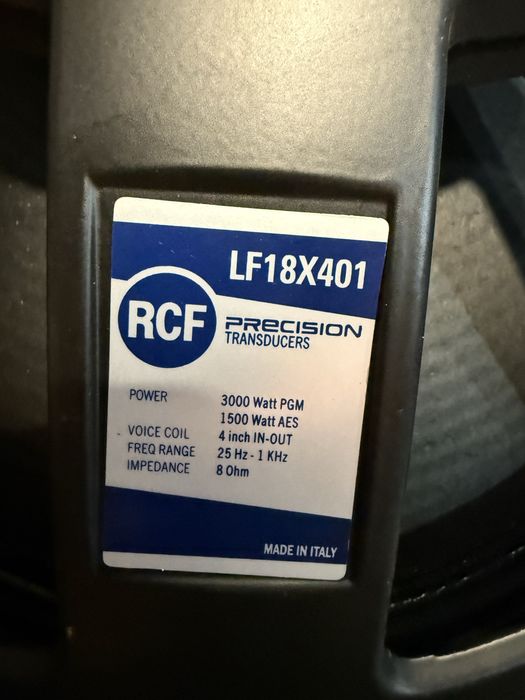 LF18X401
RCF PRECISION
TRANSDUCERS
POWER 3000 Watt PGM
1500 Watt AES
VOICE COIL 4 inch IN-OUT
FREQ RANGE 25 Hz - 1 KHz
IMPEDANCE 8 Ohm
MADE IN ITALY